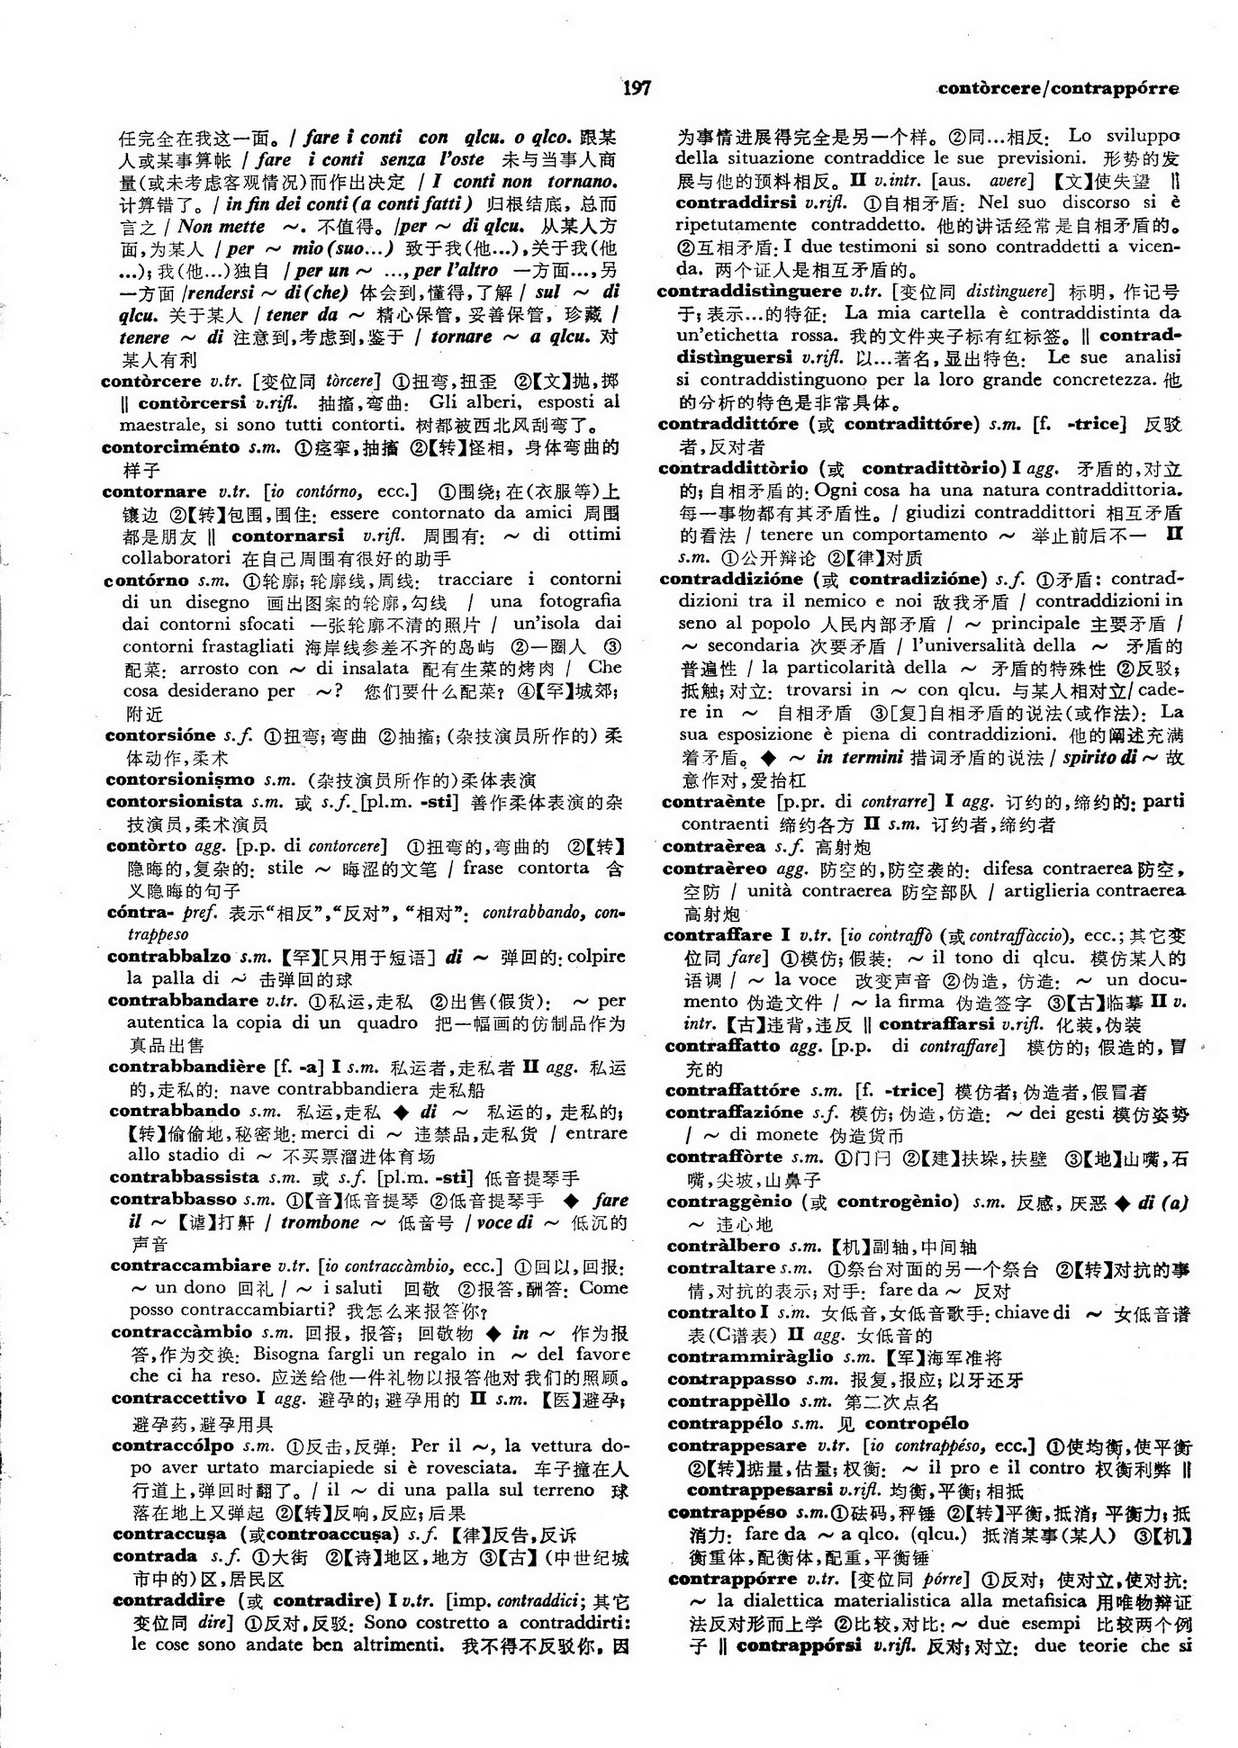 197
contòrcere/contrappórre
任完全在我这一面。/ fare i conti con qlcu. o qlco. 跟某
人或某事算帐 / fare i conti senza l'oste 未与当事人商
量(或未考虑客观情况)而作出决定 / I conti non tornano.
计算错了。/ in fin dei conti (a conti fatti) 归根结底, 总而
言之 / Non mette ～. 不值得。/per ～ di qlcu. 从某人方
面,为某人 / per ～ mio (suo...) 致于我(他...),关于我(他
...); 我(他...)独自 / per un ～ ..., per l'altro 一方面...,另
一方面 /rendersi ～ di (che) 体会到,懂得,了解 / sul ～ di
qlcu. 关于某人 / tener da ～ 精心保管, 妥善保管, 珍藏 /
tenere ～ di 注意到,考虑到,鉴于 / tornare ～ a qlcu. 对
某人有利
contòrcere v.tr. [变位同 tòrcere] ①扭弯,扭歪 ②【文】抛,掷
‖ contòrcersi v.rifl. 抽搐,弯曲: Gli alberi, esposti al
maestrale, si sono tutti contorti. 树都被西北风刮弯了。
contorciménto s.m. ①痉挛,抽搐 ②【转】怪相, 身体弯曲的
样子
contornare v.tr. [io contórno, ecc.] ①围绕; 在(衣服等)上
镶边 ②【转】包围,围住: essere contornato da amici 周围
都是朋友 ‖ contornarsi v.rifl. 周围有: ～ di ottimi
collaboratori 在自己周围有很好的助手
contórno s.m. ①轮廓; 轮廓线,周线: tracciare i contorni
di un disegno 画出图案的轮廓,勾线 / una fotografia
dai contorni sfocati 一张轮廓不清的照片 / un'isola dai
contorni frastagliati 海岸线参差不齐的岛屿 ②一圈人 ③
配菜: arrosto con ～ di insalata 配有生菜的烤肉 / Che
cosa desiderano per ～? 您们要什么配菜? ④【罕】城郊;
附近
contorsióne s.f. ①扭弯; 弯曲 ②抽搐; (杂技演员所作的) 柔
体动作,柔术
contorsionişmo s.m. (杂技演员所作的)柔体表演
contorsionista s.m. 或 s.f. [pl.m. -sti] 善作柔体表演的杂
技演员,柔术演员
contòrto agg. [p.p. di contorcere] ①扭弯的,弯曲的 ②【转】
隐晦的,复杂的: stile ～ 晦涩的文笔 / frase contorta 含
义隐晦的句子
cóntra- pref. 表示“相反”,“反对”, “相对”: contrabbando, con-
trappeso
contrabbalzo s.m. 【罕】[只用于短语] di ～ 弹回的: colpire
la palla di ～ 击弹回的球
contrabbandare v.tr. ①私运,走私 ②出售(假货): ～ per
autentica la copia di un quadro 把一幅画的仿制品作为
真品出售
contrabbandière [f. -a] I s.m. 私运者,走私者 II agg. 私运
的,走私的: nave contrabbandiera 走私船
contrabbando s.m. 私运,走私 ◆ di ～ 私运的, 走私的;
【转】偷偷地,秘密地: merci di ～ 违禁品,走私货 / entrare
allo stadio di ～ 不买票溜进体育场
contrabbassista s.m. 或 s.f. [pl.m. -sti] 低音提琴手
contrabbasso s.m. ①【音】低音提琴 ②低音提琴手 ◆ fare
il ～ 【谑】打鼾 / trombone ～ 低音号 / voce di ～ 低沉的
声音
contraccambiare v.tr. [io contraccàmbio, ecc.] ①回以,回报:
～ un dono 回礼 / ～ i saluti 回敬 ②报答,酬答: Come
posso contraccambiarti? 我怎么来报答你?
contraccàmbio s.m. 回报, 报答; 回敬物 ◆ in ～ 作为报
答,作为交换: Bisogna fargli un regalo in ～ del favore
che ci ha reso. 应送给他一件礼物以报答他对我们的照顾。
contraccettivo I agg. 避孕的; 避孕用的 II s.m. 【医】避孕;
避孕药,避孕用具
contraccólpo s.m. ①反击,反弹: Per il ～, la vettura do-
po aver urtato marciapiede si è rovesciata. 车子撞在人
行道上,弹回时翻了。/ il ～ di una palla sul terreno 球
落在地上又弹起 ②【转】反响,反应; 后果
contraccuşa (或controaccuşa) s.f. 【律】反告,反诉
contrada s.f. ①大街 ②【诗】地区,地方 ③【古】(中世纪城
市中的)区,居民区
contraddire (或 contradire) I v.tr. [imp. contraddici; 其它
变位同 dire] ①反对,反驳: Sono costretto a contraddirti:
le cose sono andate ben altrimenti. 我不得不反驳你, 因
为事情进展得完全是另一个样。②同...相反: Lo sviluppo
della situazione contraddice le sue previsioni. 形势的发
展与他的预料相反。II v.intr. [aus. avere] 【文】使失望 ‖
contraddirsi v.rifl. ①自相矛盾: Nel suo discorso si è
ripetutamente contraddetto. 他的讲话经常是自相矛盾的。
②互相矛盾: I due testimoni si sono contraddetti a vicen-
da. 两个证人是相互矛盾的。
contraddistìnguere v.tr. [变位同 distìnguere] 标明, 作记号
于; 表示...的特征: La mia cartella è contraddistinta da
un'etichetta rossa. 我的文件夹子标有红标签。‖ contrad-
distìnguersi v.rifl. 以...著名,显出特色: Le sue analisi
si contraddistinguono per la loro grande concretezza. 他
的分析的特色是非常具体。
contraddittóre (或 contradittóre) s.m. [f. -trice] 反驳
者,反对者
contraddittòrio (或 contradittòrio) I agg. 矛盾的,对立
的; 自相矛盾的: Ogni cosa ha una natura contraddittoria.
每一事物都有其矛盾性。/ giudizi contraddittori 相互矛盾
的看法 / tenere un comportamento ～ 举止前后不一 II
s.m. ①公开辩论 ②【律】对质
contraddizióne (或 contradizióne) s.f. ①矛盾: contrad-
dizioni tra il nemico e noi 敌我矛盾 / contraddizioni in
seno al popolo 人民内部矛盾 / ～ principale 主要矛盾 /
～ secondaria 次要矛盾 / l'universalità della ～ 矛盾的
普遍性 / la particolarità della ～ 矛盾的特殊性 ②反驳;
抵触; 对立: trovarsi in ～ con qlcu. 与某人相对立/ cade-
re in ～ 自相矛盾 ③[复]自相矛盾的说法(或作法): La
sua esposizione è piena di contraddizioni. 他的阐述充满
着矛盾。◆ ～ in termini 措词矛盾的说法 / spirito di ～ 故
意作对,爱抬杠
contraènte [p.pr. di contrarre] I agg. 订约的,缔约的: parti
contraenti 缔约各方 II s.m. 订约者,缔约者
contraèrea s.f. 高射炮
contraèreo agg. 防空的,防空袭的: difesa contraerea 防空,
空防 / unità contraerea 防空部队 / artiglieria contraerea
高射炮
contraffare I v.tr. [io contraffò (或 contraffàccio), ecc.; 其它变
位同 fare] ①模仿; 假装: ～ il tono di qlcu. 模仿某人的
语调 / ～ la voce 改变声音 ②伪造, 仿造: ～ un docu-
mento 伪造文件 / ～ la firma 伪造签字 ③【古】临摹 II v.
intr. 【古】违背,违反 ‖ contraffarsi v.rifl. 化装,伪装
contraffatto agg. [p.p. di contraffare] 模仿的; 假造的, 冒
充的
contraffattóre s.m. [f. -trice] 模仿者; 伪造者,假冒者
contraffazióne s.f. 模仿; 伪造,仿造: ～ dei gesti 模仿姿势
/ ～ di monete 伪造货币
contraffòrte s.m. ①门闩 ②【建】扶垛,扶壁 ③【地】山嘴,石
嘴,尖坡,山鼻子
contraggènio (或 controgènio) s.m. 反感, 厌恶 ◆ di (a)
～ 违心地
contràlbero s.m. 【机】副轴,中间轴
contraltare s.m. ①祭台对面的另一个祭台 ②【转】对抗的事
情,对抗的表示; 对手: fare da ～ 反对
contralto I s.m. 女低音,女低音歌手: chiave di ～ 女低音谱
表(C谱表) II agg. 女低音的
contrammiràglio s.m. 【军】海军准将
contrappasso s.m. 报复,报应; 以牙还牙
contrappèllo s.m. 第二次点名
contrappélo s.m. 见 contropélo
contrappesare v.tr. [io contrappéso, ecc.] ①使均衡,使平衡
②【转】掂量,估量; 权衡: ～ il pro e il contro 权衡利弊 ‖
contrappesarsi v.rifl. 均衡,平衡; 相抵
contrappéso s.m. ①砝码,秤锤 ②【转】平衡,抵消; 平衡力; 抵
消力: fare da ～ a qlco. (qlcu.) 抵消某事(某人) ③【机】
衡重体,配衡体,配重,平衡锤
contrappórre v.tr. [变位同 pórre] ①反对; 使对立,使对抗:
～ la dialettica materialistica alla metafisica 用唯物辩证
法反对形而上学 ②比较,对比: ～ due esempi 比较两个例
子 ‖ contrappórsi v.rifl. 反对; 对立: due teorie che si